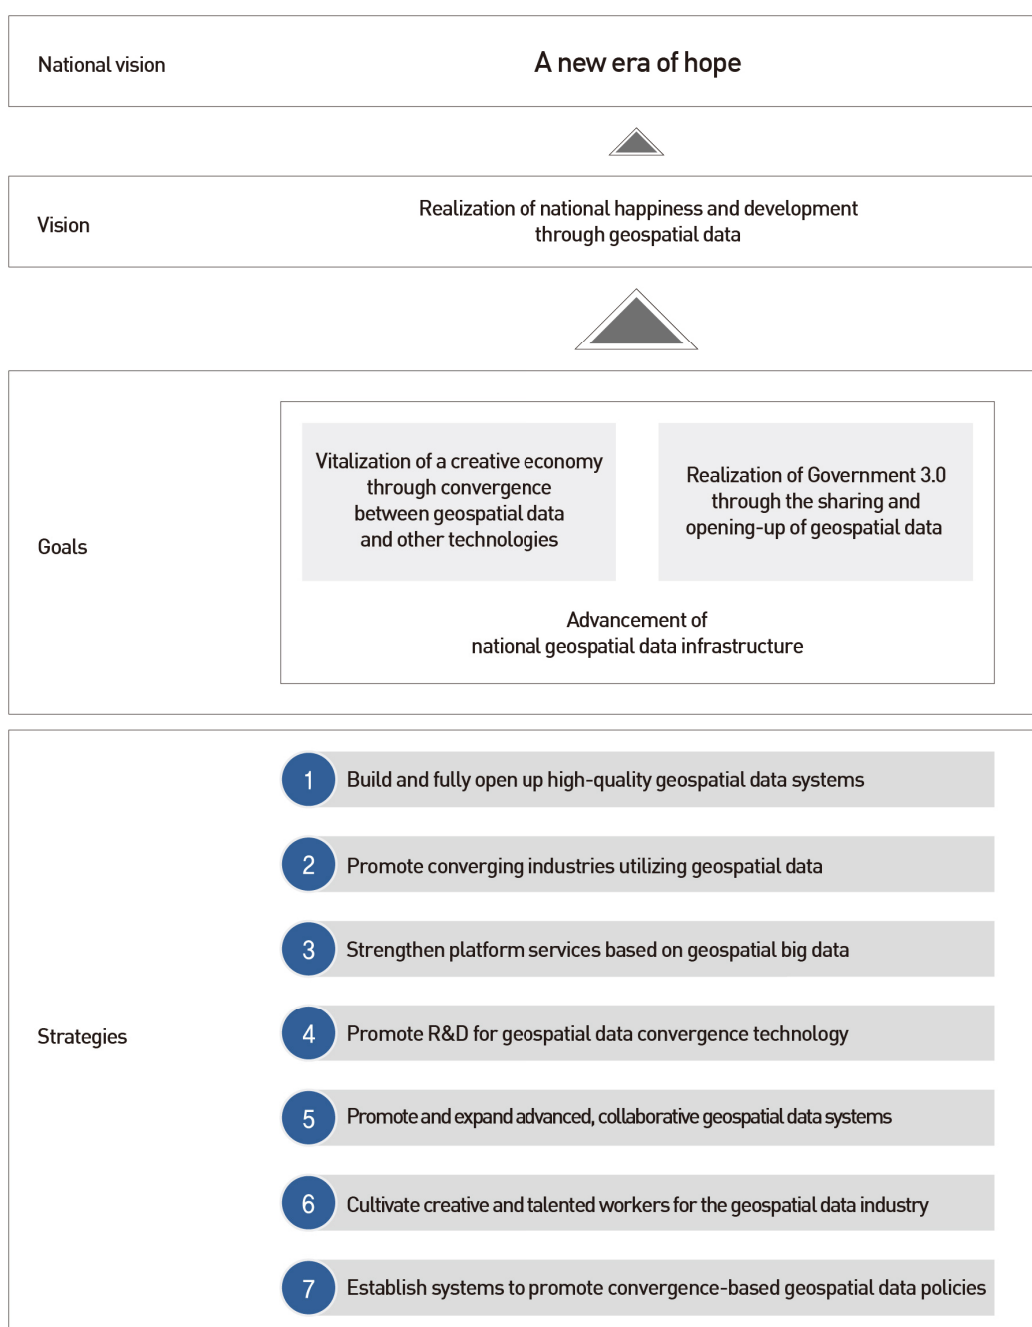 National vision
A new era of hope
Vision
Realization of national happiness and development
through geospatial data
Goals
Vitalization of a creative economy
through convergence
between geospatial data
and other technologies
Realization of Government 3.0
through the sharing and
opening-up of geospatial data
Advancement of
national geospatial data infrastructure
Strategies
1 Build and fully open up high-quality geospatial data systems
2 Promote converging industries utilizing geospatial data
3 Strengthen platform services based on geospatial big data
4 Promote R&D for geospatial data convergence technology
5 Promote and expand advanced, collaborative geospatial data systems
6 Cultivate creative and talented workers for the geospatial data industry
7 Establish systems to promote convergence-based geospatial data policies